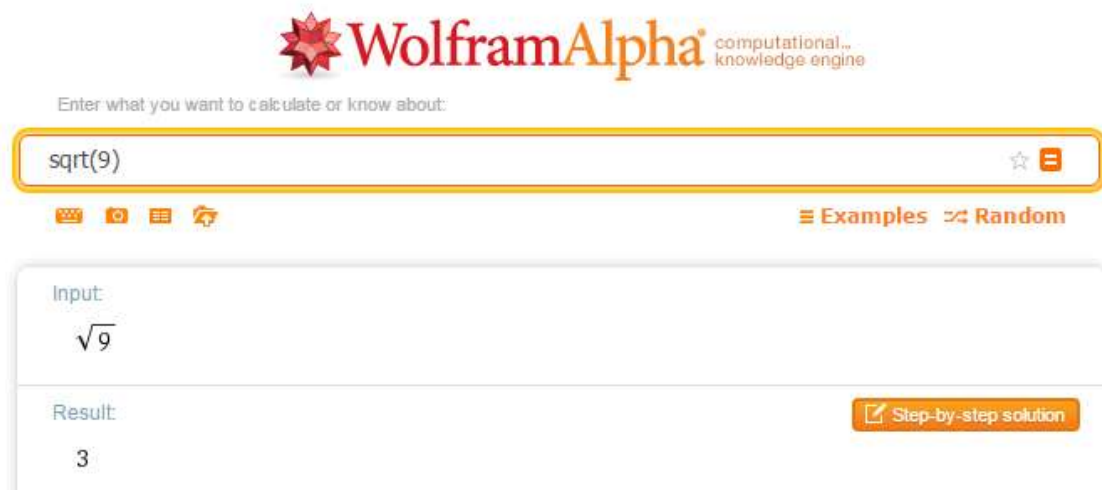 WolframAlpha computational...
knowledge engine
Enter what you want to calculate or know about:
sqrt(9)
Examples Random
Input:
√9
Result:
Step-by-step solution
3